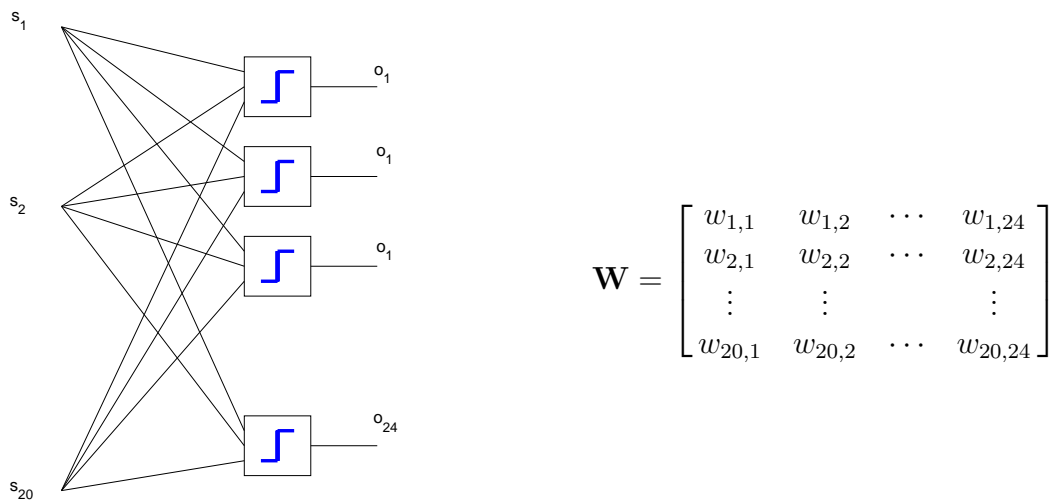 s1
o1
o1
s2
o1
o24
s20
W = [ w1,1 w1,2 ⋯ w1,24
w2,1 w2,2 ⋯ w2,24
⋮ ⋮ ⋮
w20,1 w20,2 ⋯ w20,24 ]